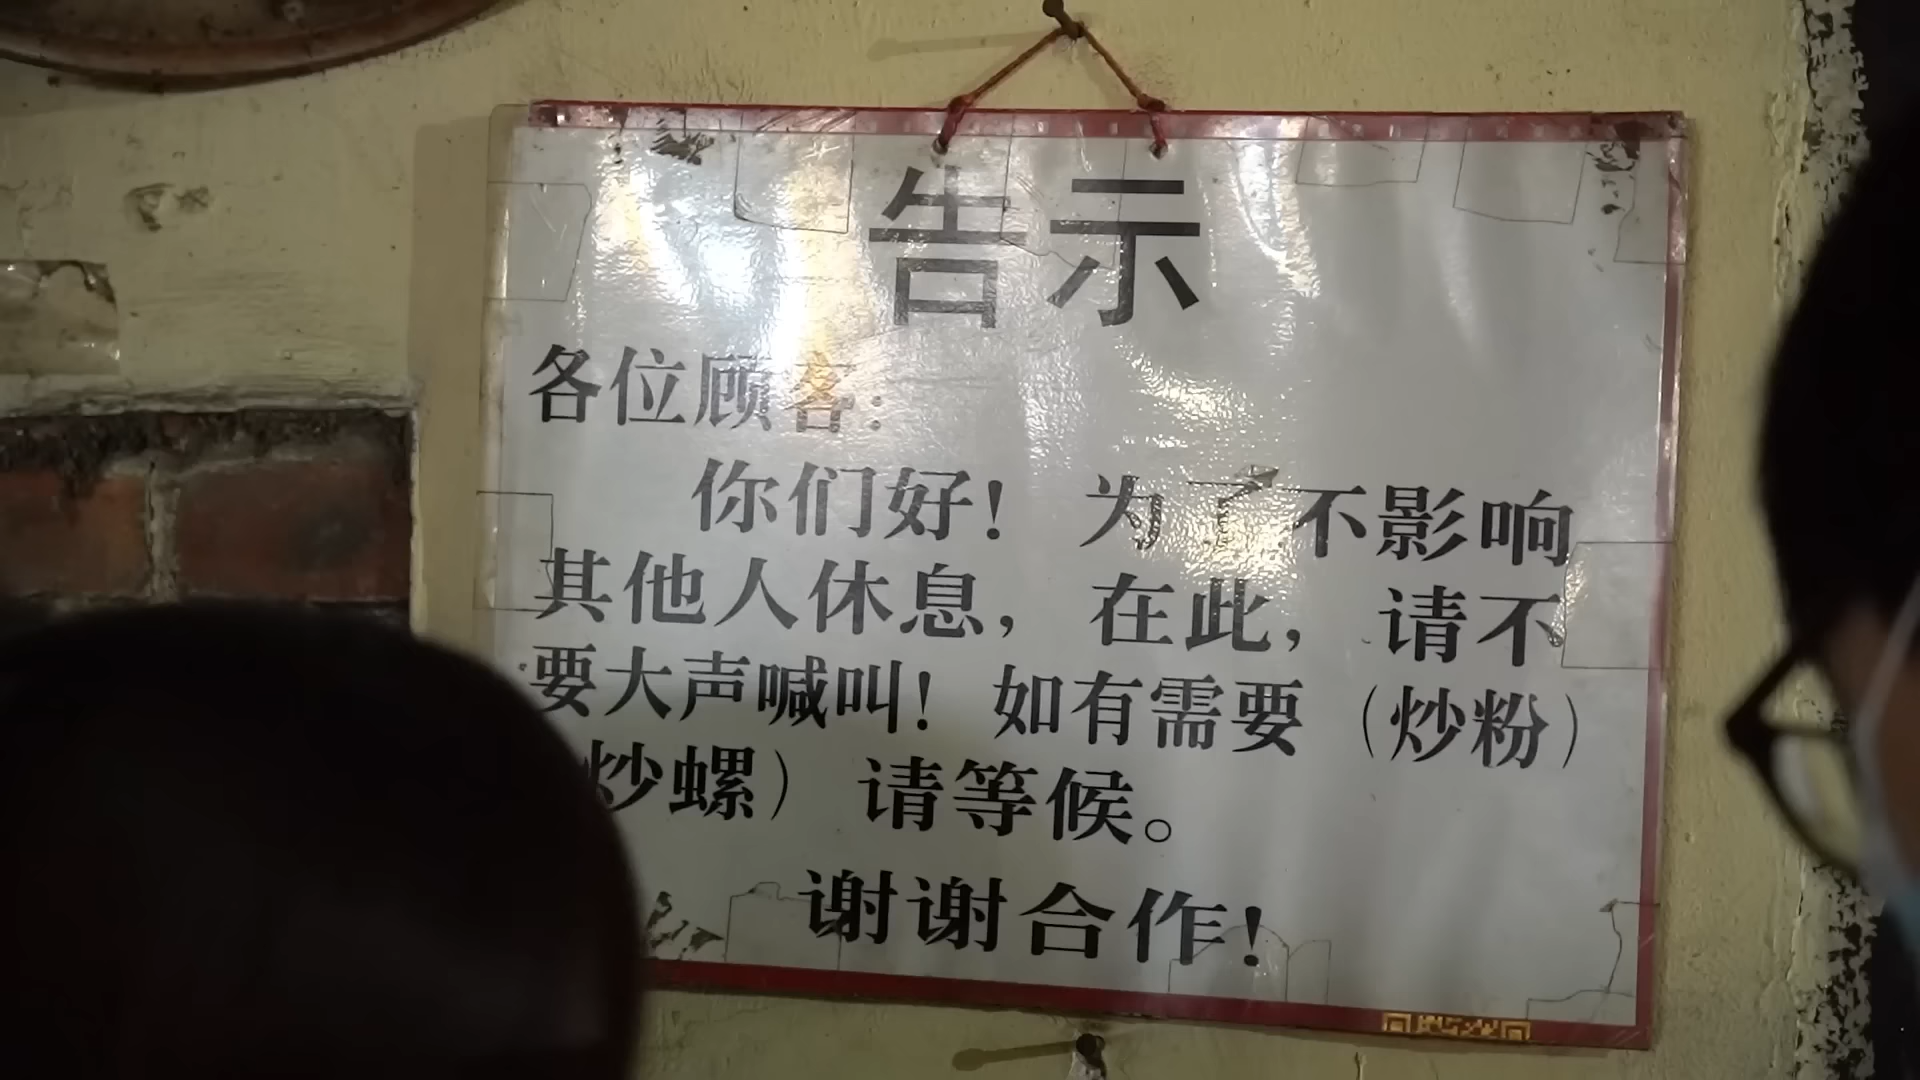 告示
各位顾客:
你们好! 为了不影响
其他人休息, 在此, 请不
要大声喊叫! 如有需要 (炒粉)
炒螺) 请等候。
谢谢合作!